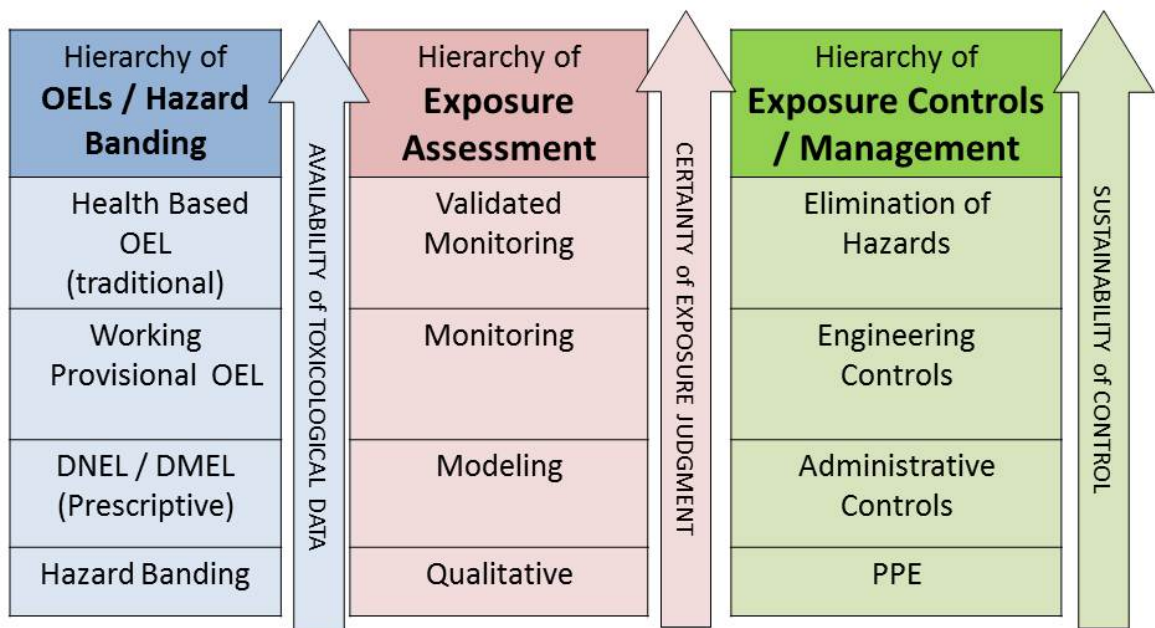 Hierarchy of
OELs / Hazard
Banding
Health Based
OEL
(traditional)
Working
Provisional OEL
DNEL / DMEL
(Prescriptive)
Hazard Banding
AVAILABILITY of TOXICOLOGICAL DATA
Hierarchy of
Exposure
Assessment
Validated
Monitoring
Monitoring
Modeling
Qualitative
CERTAINTY of EXPOSURE JUDGMENT
Hierarchy of
Exposure Controls
/ Management
Elimination of
Hazards
Engineering
Controls
Administrative
Controls
PPE
SUSTAINABILITY of CONTROL